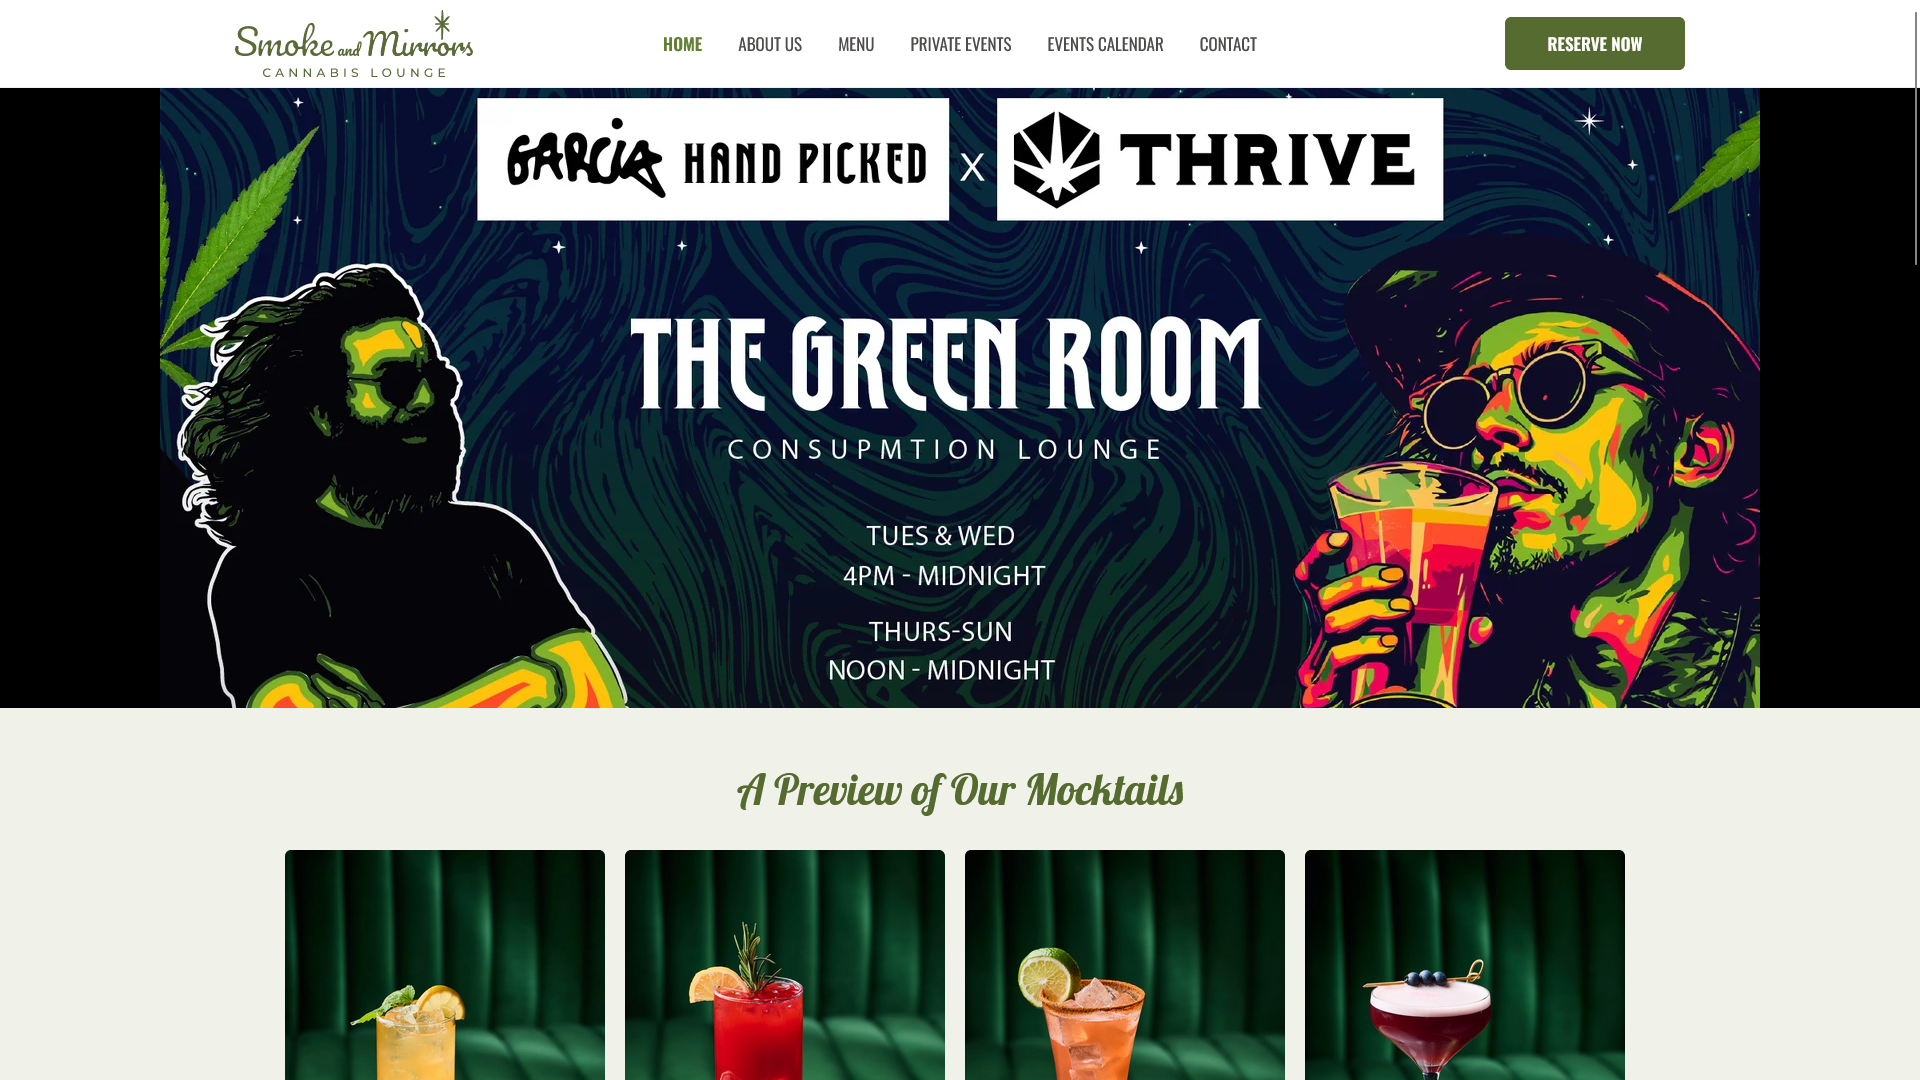 Smoke and Mirrors
CANNABIS LOUNGE
HOME
ABOUT US
MENU
PRIVATE EVENTS
EVENTS CALENDAR
CONTACT
RESERVE NOW
GARCIA HAND PICKED X THRIVE
THE GREEN ROOM
CONSUPMTION LOUNGE
TUES & WED
4PM - MIDNIGHT
THURS-SUN
NOON - MIDNIGHT
A Preview of Our Mocktails